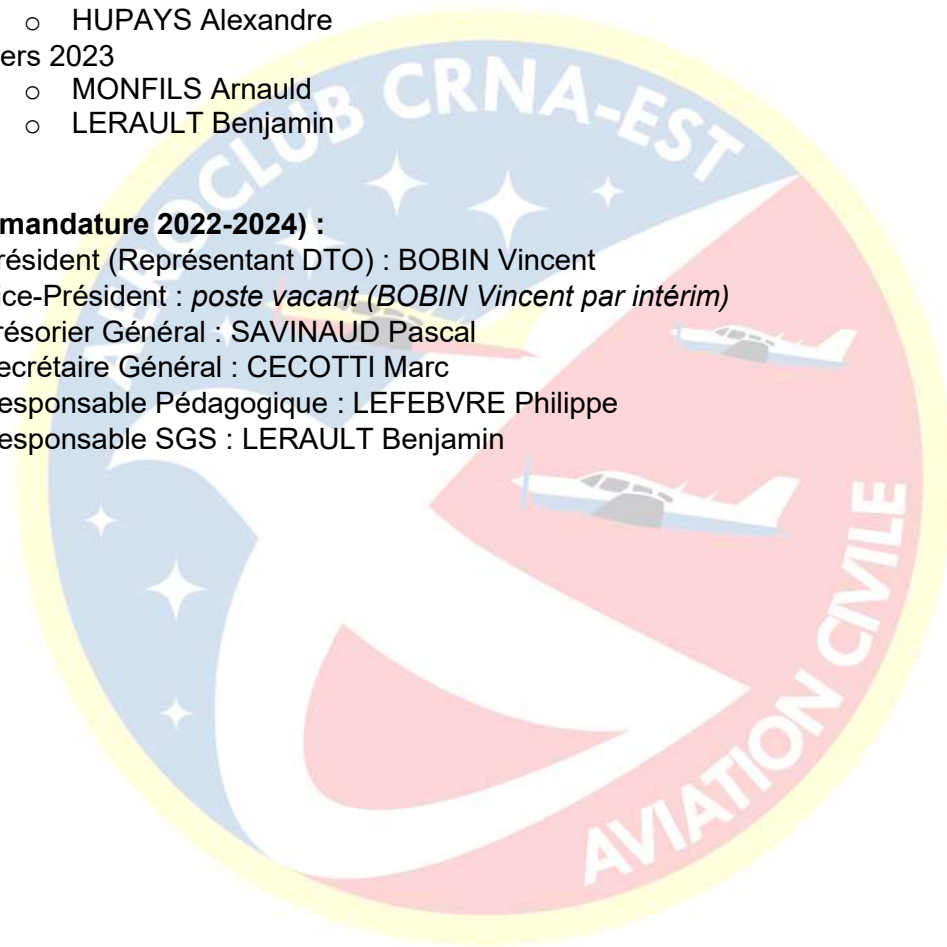 o HUPAYS Alexandre
ers 2023
o MONFILS Arnauld
o LERAULT Benjamin
AEROCLUB CRNA-EST
mandature 2022-2024) :
résident (Représentant DTO) : BOBIN Vincent
ice-Président : poste vacant (BOBIN Vincent par intérim)
résorier Général : SAVINAUD Pascal
ecrétaire Général : CECOTTI Marc
esponsable Pédagogique : LEFEBVRE Philippe
esponsable SGS : LERAULT Benjamin
AVIATION CIVILE